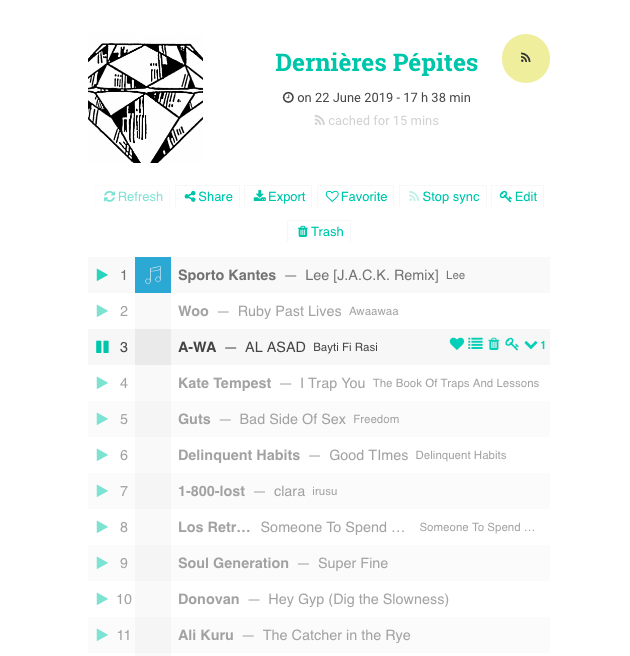 Dernières Pépites
on 22 June 2019 - 17 h 38 min
cached for 15 mins
Refresh Share Export Favorite Stop sync Edit
Trash
1 Sporto Kantes — Lee [J.A.C.K. Remix] Lee
2 Woo — Ruby Past Lives Awaawaa
3 A-WA — AL ASAD Bayti Fi Rasi 1
4 Kate Tempest — I Trap You The Book Of Traps And Lessons
5 Guts — Bad Side Of Sex Freedom
6 Delinquent Habits — Good TImes Delinquent Habits
7 1-800-lost — clara irusu
8 Los Retr… Someone To Spend … Someone To Spend …
9 Soul Generation — Super Fine
10 Donovan — Hey Gyp (Dig the Slowness)
11 Ali Kuru — The Catcher in the Rye